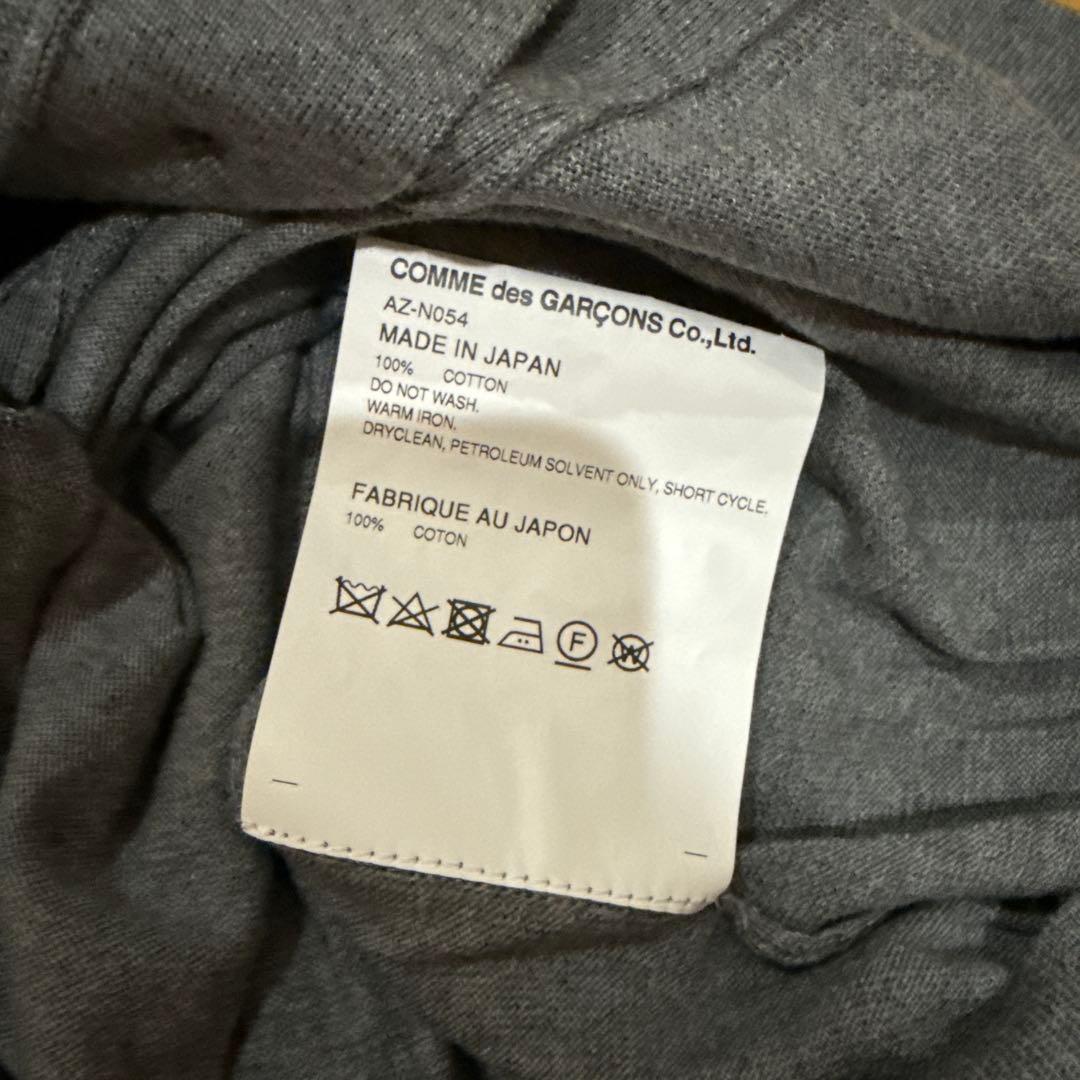 COMME des GARÇONS Co.,Ltd.
AZ-N054
MADE IN JAPAN
100% COTTON
DO NOT WASH.
WARM IRON.
DRYCLEAN, PETROLEUM SOLVENT ONLY, SHORT CYCLE.
FABRIQUE AU JAPON
100% COTON
F W